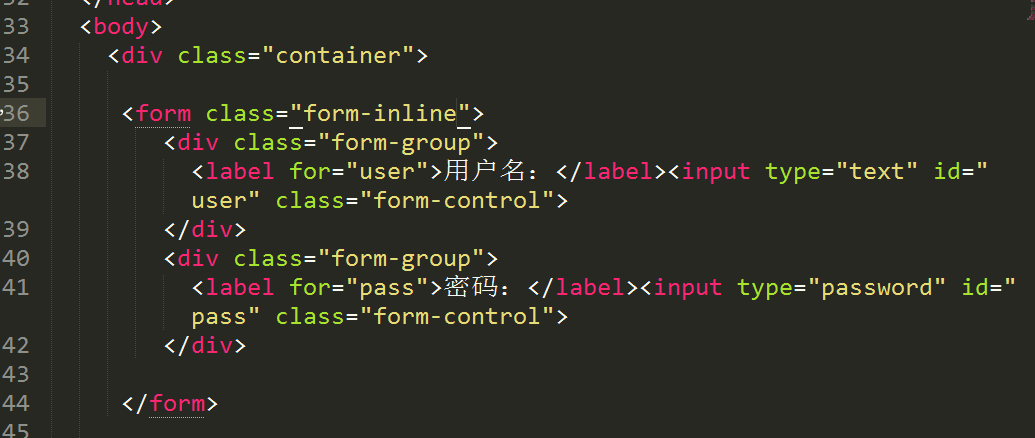 32 </head>
33 <body>
34 <div class="container">
35
36 <form class="form-inline">
37 <div class="form-group">
38 <label for="user">用户名：</label><input type="text" id="
user" class="form-control">
39 </div>
40 <div class="form-group">
41 <label for="pass">密码：</label><input type="password" id="
pass" class="form-control">
42 </div>
43
44 </form>
45